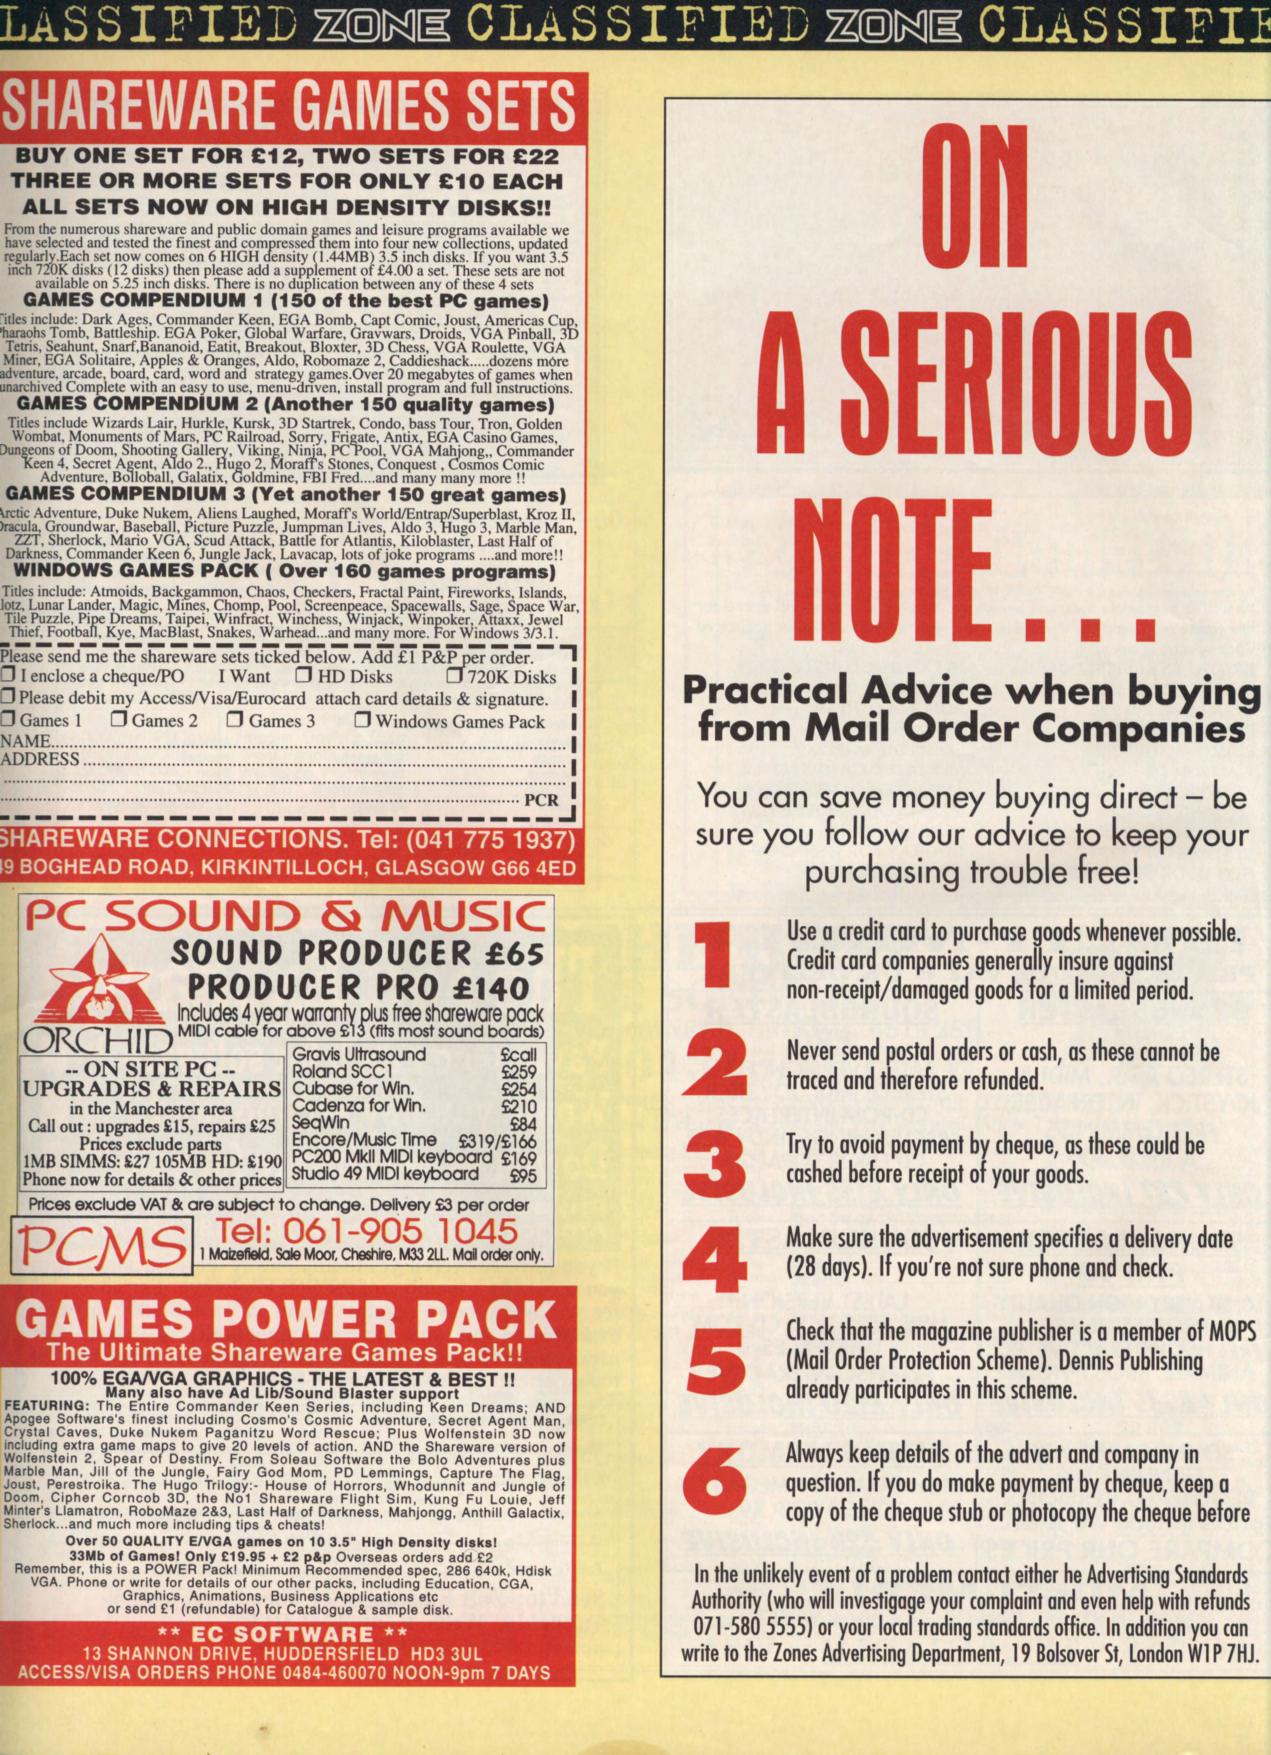 LASSIFIED ZONE CLASSIFIED ZONE CLASSIFIE
SHAREWARE GAMES SETS
BUY ONE SET FOR £12, TWO SETS FOR £22
THREE OR MORE SETS FOR ONLY £10 EACH
ALL SETS NOW ON HIGH DENSITY DISKS!!
From the numerous shareware and public domain games and leisure programs available we
have selected and tested the finest and compressed them into four new collections, updated
regularly.Each set now comes on 6 HIGH density (1.44MB) 3.5 inch disks. If you want 3.5
inch 720K disks (12 disks) then please add a supplement of £4.00 a set. These sets are not
available on 5.25 inch disks. There is no duplication between any of these 4 sets
GAMES COMPENDIUM 1 (150 of the best PC games)
Titles include: Dark Ages, Commander Keen, EGA Bomb, Capt Comic, Joust, Americas Cup,
Pharaohs Tomb, Battleship. EGA Poker, Global Warfare, Gravwars, Droids, VGA Pinball, 3D
Tetris, Seahunt, Snarf,Bananoid, Eatit, Breakout, Bloxter, 3D Chess, VGA Roulette, VGA
Miner, EGA Solitaire, Apples & Oranges, Aldo, Robomaze 2, Caddieshack.....dozens more
adventure, arcade, board, card, word and strategy games.Over 20 megabytes of games when
unarchived Complete with an easy to use, menu-driven, install program and full instructions.
GAMES COMPENDIUM 2 (Another 150 quality games)
Titles include Wizards Lair, Hurkle, Kursk, 3D Startrek, Condo, bass Tour, Tron, Golden
Wombat, Monuments of Mars, PC Railroad, Sorry, Frigate, Antix, EGA Casino Games,
Dungeons of Doom, Shooting Gallery, Viking, Ninja, PC Pool, VGA Mahjong,, Commander
Keen 4, Secret Agent, Aldo 2., Hugo 2, Moraff's Stones, Conquest , Cosmos Comic
Adventure, Bolloball, Galatix, Goldmine, FBI Fred....and many many more !!
GAMES COMPENDIUM 3 (Yet another 150 great games)
Arctic Adventure, Duke Nukem, Aliens Laughed, Moraff's World/Entrap/Superblast, Kroz II,
Dracula, Groundwar, Baseball, Picture Puzzle, Jumpman Lives, Aldo 3, Hugo 3, Marble Man,
ZZT, Sherlock, Mario VGA, Scud Attack, Battle for Atlantis, Kiloblaster, Last Half of
Darkness, Commander Keen 6, Jungle Jack, Lavacap, lots of joke programs ....and more!!
WINDOWS GAMES PACK ( Over 160 games programs)
Titles include: Atmoids, Backgammon, Chaos, Checkers, Fractal Paint, Fireworks, Islands,
lotz, Lunar Lander, Magic, Mines, Chomp, Pool, Screenpeace, Spacewalls, Sage, Space War,
Tile Puzzle, Pipe Dreams, Taipei, Winfract, Winchess, Winjack, Winpoker, Attaxx, Jewel
Thief, Football, Kye, MacBlast, Snakes, Warhead...and many more. For Windows 3/3.1.
Please send me the shareware sets ticked below. Add £1 P&P per order.
I enclose a cheque/PO I Want HD Disks 720K Disks
Please debit my Access/Visa/Eurocard attach card details & signature.
Games 1 Games 2 Games 3 Windows Games Pack
NAME
ADDRESS
PCR
SHAREWARE CONNECTIONS. Tel: (041 775 1937)
49 BOGHEAD ROAD, KIRKINTILLOCH, GLASGOW G66 4ED
PC SOUND & MUSIC
SOUND PRODUCER £65
PRODUCER PRO £140
Includes 4 year warranty plus free shareware pack
MIDI cable for above £13 (fits most sound boards)
ORCHID
-- ON SITE PC --
UPGRADES & REPAIRS
in the Manchester area
Call out : upgrades £15, repairs £25
Prices exclude parts
1MB SIMMS: £27 105MB HD: £190
Phone now for details & other prices
Gravis Ultrasound £call
Roland SCC1 £259
Cubase for Win. £254
Cadenza for Win. £210
SeqWin £84
Encore/Music Time £319/£166
PC200 MkII MIDI keyboard £169
Studio 49 MIDI keyboard £95
Prices exclude VAT & are subject to change. Delivery £3 per order
PCMS
Tel: 061-905 1045
1 Maizefield, Sale Moor, Cheshire, M33 2LL. Mail order only.
GAMES POWER PACK
The Ultimate Shareware Games Pack!!
100% EGA/VGA GRAPHICS - THE LATEST & BEST !!
Many also have Ad Lib/Sound Blaster support
FEATURING: The Entire Commander Keen Series, including Keen Dreams; AND
Apogee Software's finest including Cosmo's Cosmic Adventure, Secret Agent Man,
Crystal Caves, Duke Nukem Paganitzu Word Rescue; Plus Wolfenstein 3D now
including extra game maps to give 20 levels of action. AND the Shareware version of
Wolfenstein 2, Spear of Destiny. From Soleau Software the Bolo Adventures plus
Marble Man, Jill of the Jungle, Fairy God Mom, PD Lemmings, Capture The Flag,
Joust, Perestroika. The Hugo Trilogy:- House of Horrors, Whodunnit and Jungle of
Doom, Cipher Corncob 3D, the No1 Shareware Flight Sim, Kung Fu Louie, Jeff
Minter's Llamatron, RoboMaze 2&3, Last Half of Darkness, Mahjongg, Anthill Galactix,
Sherlock...and much more including tips & cheats!
Over 50 QUALITY E/VGA games on 10 3.5" High Density disks!
33Mb of Games! Only £19.95 + £2 p&p Overseas orders add £2
Remember, this is a POWER Pack! Minimum Recommended spec, 286 640k, Hdisk
VGA. Phone or write for details of our other packs, including Education, CGA,
Graphics, Animations, Business Applications etc
or send £1 (refundable) for Catalogue & sample disk.
** EC SOFTWARE **
13 SHANNON DRIVE, HUDDERSFIELD HD3 3UL
ACCESS/VISA ORDERS PHONE 0484-460070 NOON-9pm 7 DAYS
ON
A SERIOUS
NOTE . . .
Practical Advice when buying
from Mail Order Companies
You can save money buying direct – be
sure you follow our advice to keep your
purchasing trouble free!
1 Use a credit card to purchase goods whenever possible.
Credit card companies generally insure against
non-receipt/damaged goods for a limited period.
2 Never send postal orders or cash, as these cannot be
traced and therefore refunded.
3 Try to avoid payment by cheque, as these could be
cashed before receipt of your goods.
4 Make sure the advertisement specifies a delivery date
(28 days). If you're not sure phone and check.
5 Check that the magazine publisher is a member of MOPS
(Mail Order Protection Scheme). Dennis Publishing
already participates in this scheme.
6 Always keep details of the advert and company in
question. If you do make payment by cheque, keep a
copy of the cheque stub or photocopy the cheque before
In the unlikely event of a problem contact either he Advertising Standards
Authority (who will investigage your complaint and even help with refunds
071-580 5555) or your local trading standards office. In addition you can
write to the Zones Advertising Department, 19 Bolsover St, London W1P 7HJ.